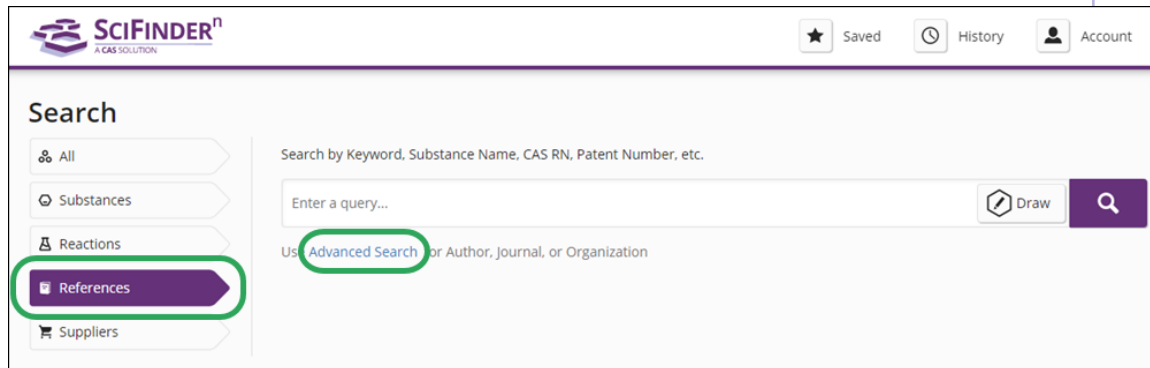 SCIFINDERⁿ
A CAS SOLUTION
Saved
History
Account
Search
All
Substances
Reactions
References
Suppliers
Search by Keyword, Substance Name, CAS RN, Patent Number, etc.
Enter a query...
Draw
Us Advanced Search or Author, Journal, or Organization